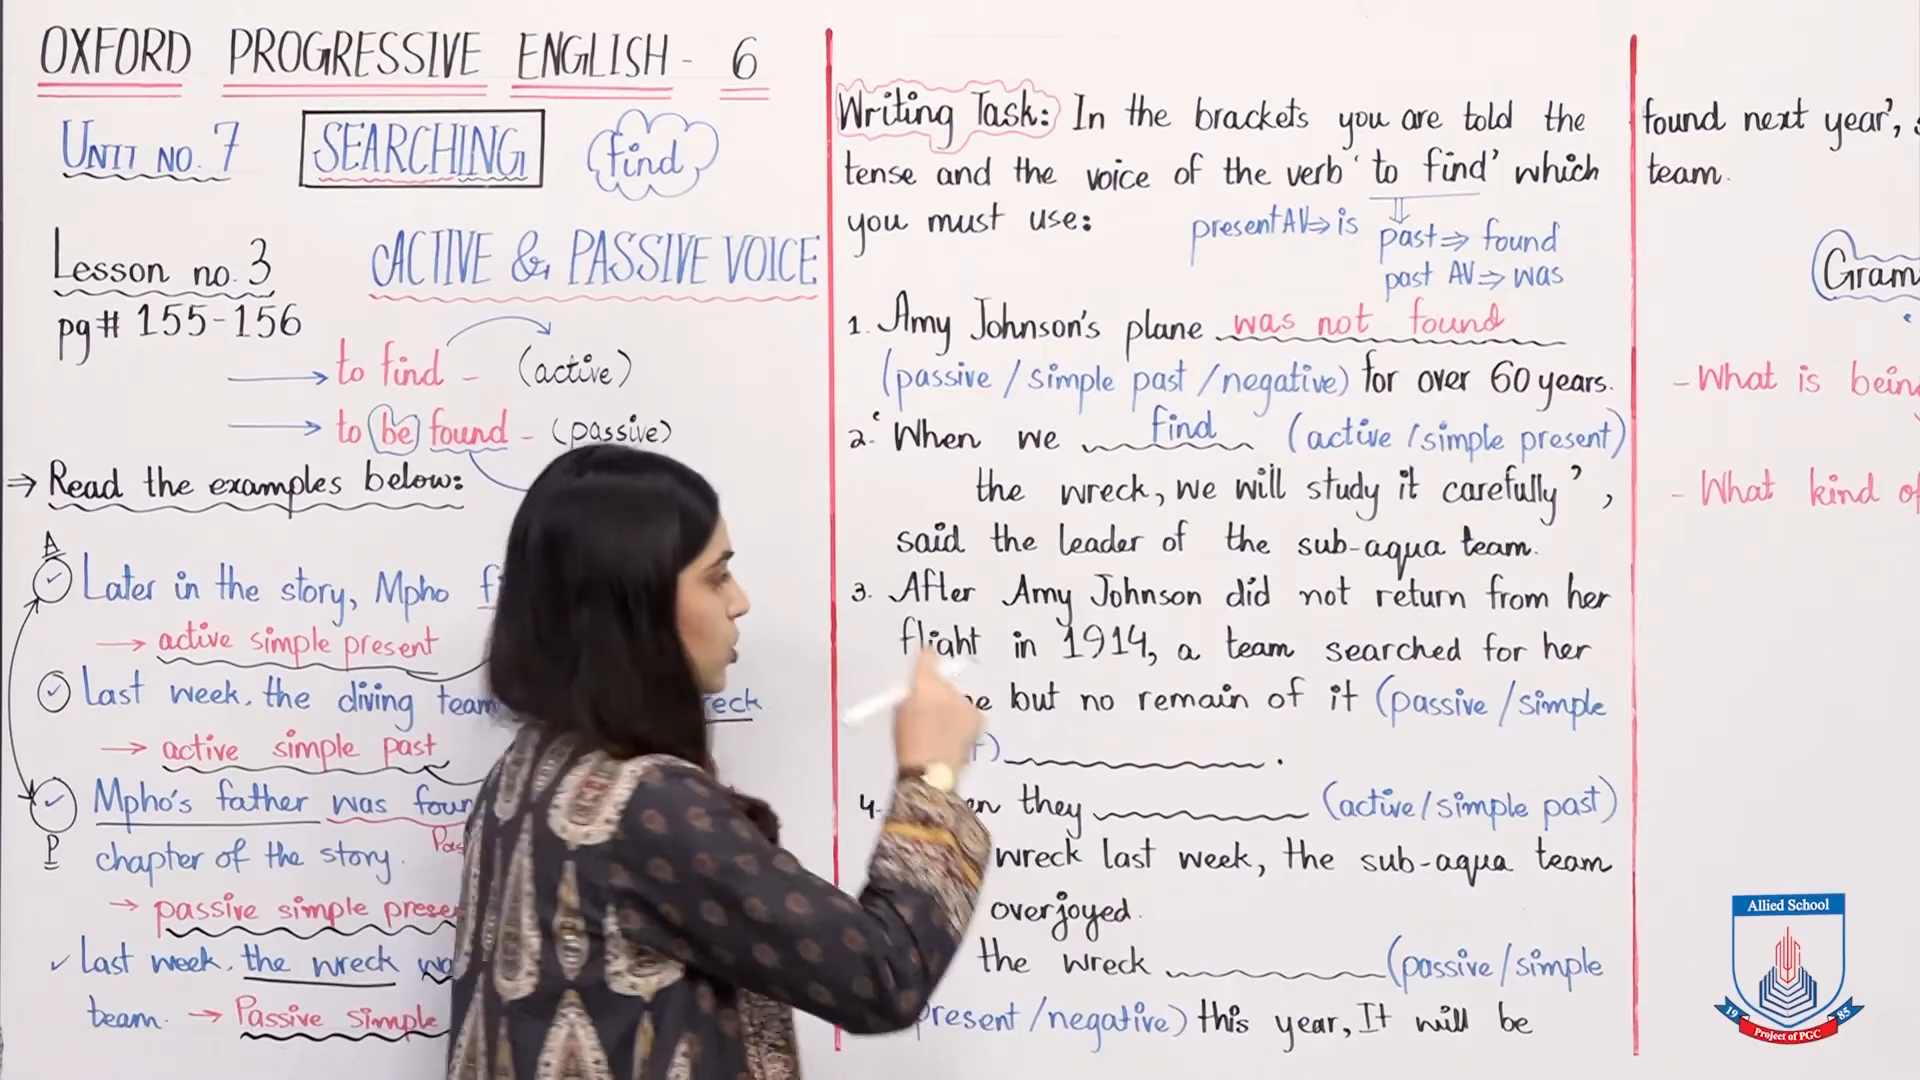 OXFORD PROGRESSIVE ENGLISH - 6
UNIT NO. 7 SEARCHING find
Lesson no. 3 ACTIVE & PASSIVE VOICE
pg# 155-156
to find - (active)
to be found - (passive)
⇒ Read the examples below:
A
Later in the story, Mpho
→ active simple present
Last week, the diving team
→ active simple past
Mpho's father was
P chapter of the story.
→ passive simple
Last week, the wreck
team. → Passive simple
Writing Task: In the brackets you are told the
tense and the voice of the verb 'to find' which
you must use:
present AV ⇒ is
past ⇒ found
past AV ⇒ was
1. Amy Johnson's plane was not found
(passive / simple past / negative) for over 60 years.
2. 'When we find (active / simple present)
the wreck, we will study it carefully',
said the leader of the sub-aqua team.
3. After Amy Johnson did not return from her
flight in 1914, a team searched for her
but no remain of it (passive / simple
.
4. they (active / simple past)
wreck last week, the sub-aqua team
overjoyed.
the wreck (passive / simple
present / negative) this year, It will be
found next year',
team.
- What is
- What kind
Allied School
19 85
Project of PGC